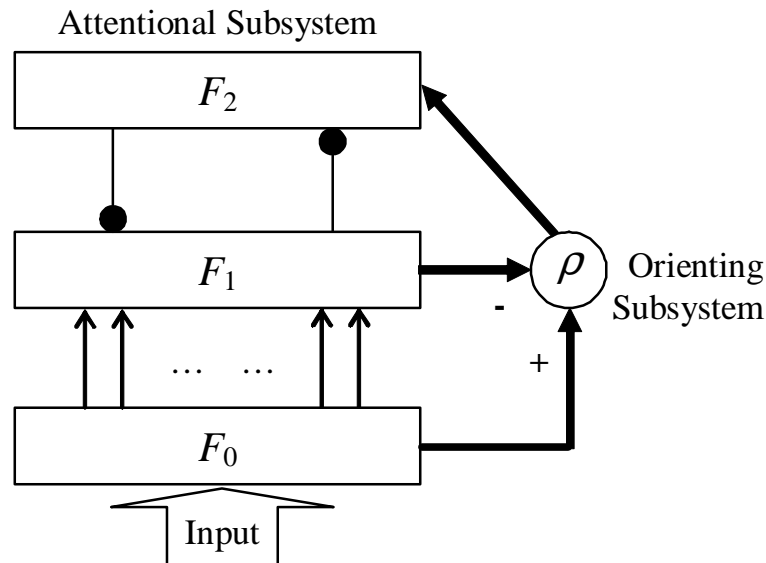 Attentional Subsystem
F₂
F₁
ρ
Orienting
Subsystem
-
+
... ...
F₀
Input